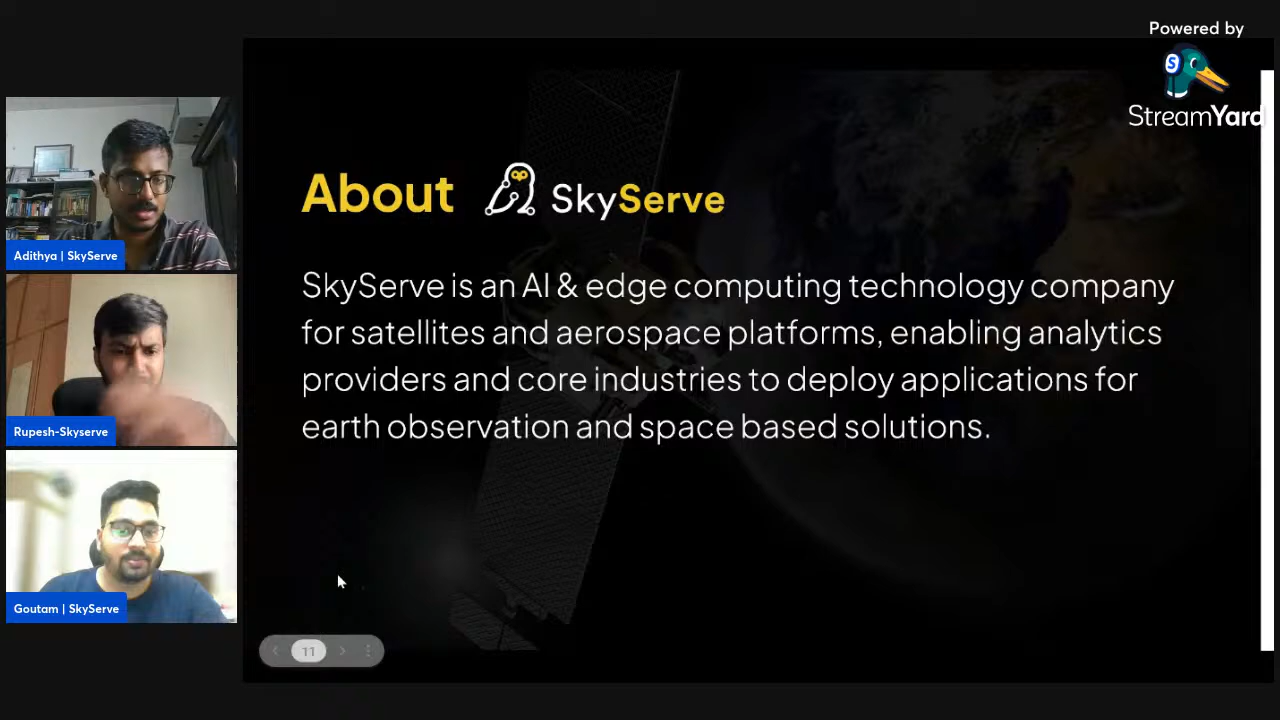 Powered by
StreamYard
About SkyServe
SkyServe is an AI & edge computing technology company
for satellites and aerospace platforms, enabling analytics
providers and core industries to deploy applications for
earth observation and space based solutions.
Adithya | SkyServe
Rupesh-Skyserve
Goutam | SkyServe
11